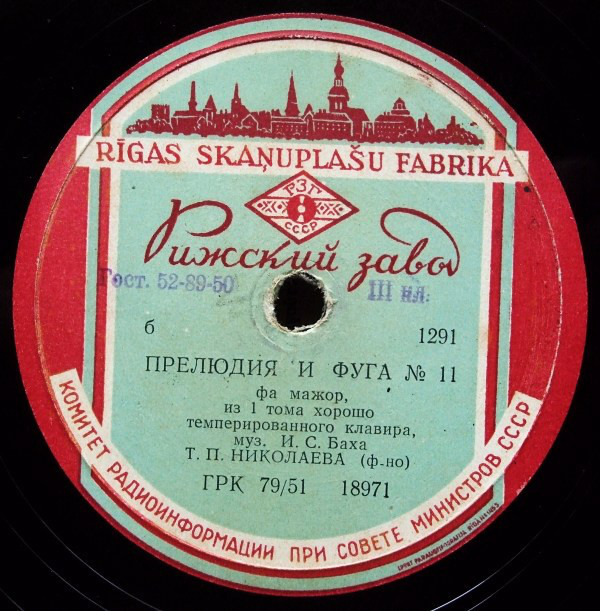 RĪGAS SKAŅUPLAŠU FABRIKA
РЗГ
СССР
Рижский завод
Гост. 52-89-50 III кл.
б 1291
ПРЕЛЮДИЯ И ФУГА № 11
фа мажор,
из 1 тома хорошо
темперированного клавира,
муз. И. С. Баха
Т. П. НИКОЛАЕВА (ф-но)
ГРК 79/51 18971
КОМИТЕТ РАДИОИНФОРМАЦИИ ПРИ СОВЕТЕ МИНИСТРОВ СССР